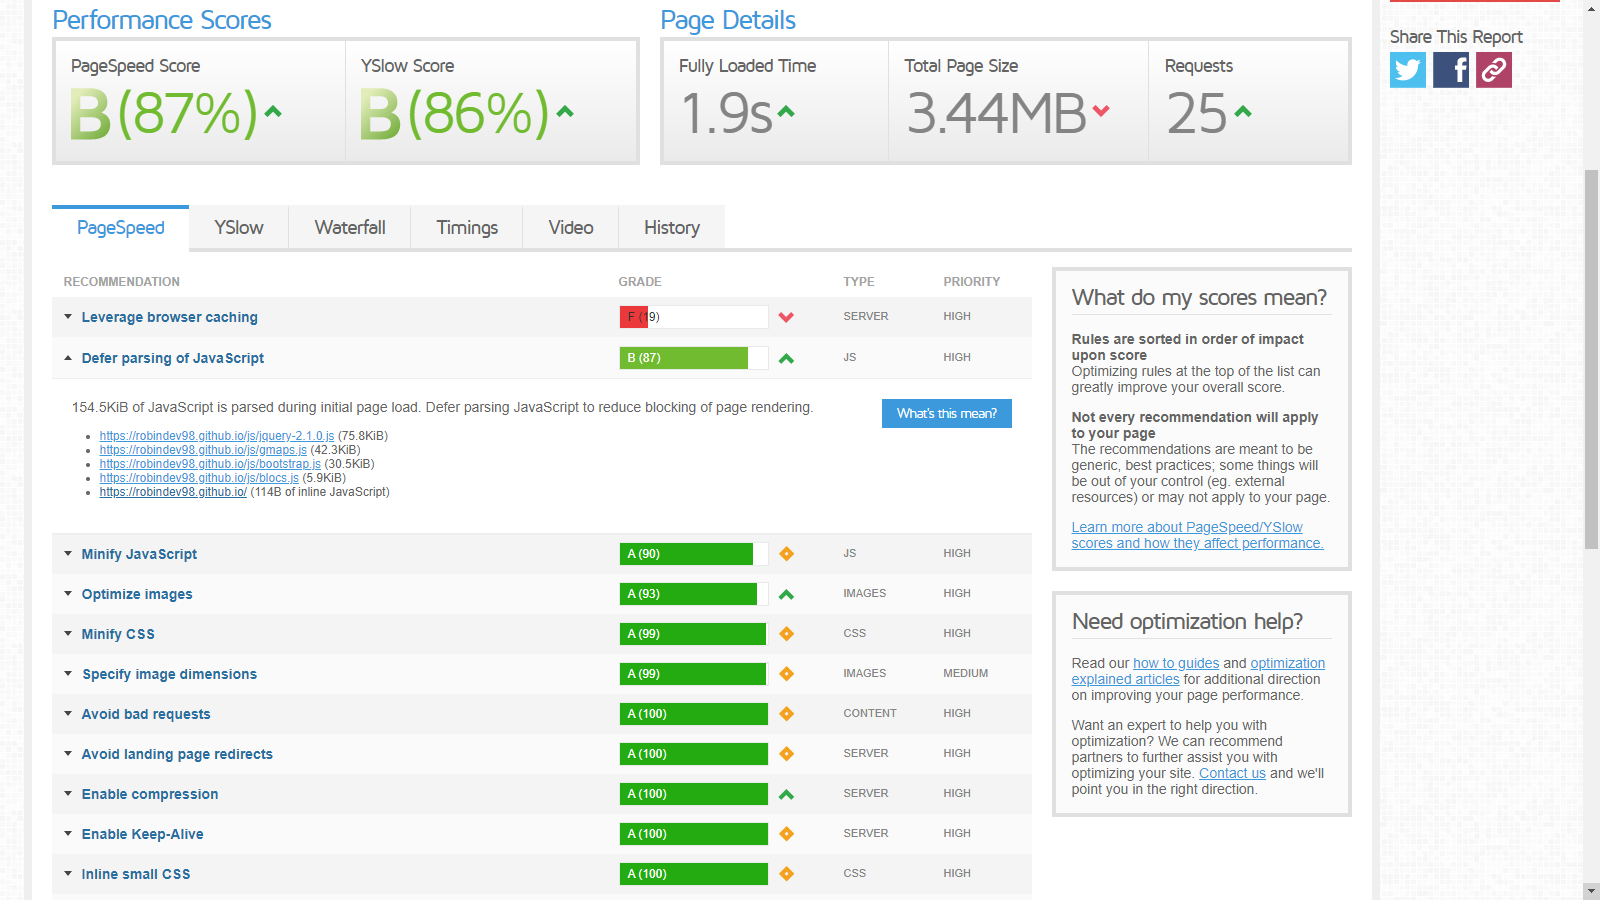 Performance Scores
Page Details
PageSpeed Score
B(87%)
YSlow Score
B(86%)
Fully Loaded Time
1.9s
Total Page Size
3.44MB
Requests
25
Share This Report
PageSpeed
YSlow
Waterfall
Timings
Video
History
RECOMMENDATION GRADE TYPE PRIORITY
Leverage browser caching F (19) SERVER HIGH
Defer parsing of JavaScript B (87) JS HIGH
154.5KiB of JavaScript is parsed during initial page load. Defer parsing JavaScript to reduce blocking of page rendering.
What's this mean?
https://robindev98.github.io/js/jquery-2.1.0.js (75.8KiB)
https://robindev98.github.io/js/gmaps.js (42.3KiB)
https://robindev98.github.io/js/bootstrap.js (30.5KiB)
https://robindev98.github.io/js/blocs.js (5.9KiB)
https://robindev98.github.io/ (114B of inline JavaScript)
Minify JavaScript A (90) JS HIGH
Optimize images A (93) IMAGES HIGH
Minify CSS A (99) CSS HIGH
Specify image dimensions A (99) IMAGES MEDIUM
Avoid bad requests A (100) CONTENT HIGH
Avoid landing page redirects A (100) SERVER HIGH
Enable compression A (100) SERVER HIGH
Enable Keep-Alive A (100) SERVER HIGH
Inline small CSS A (100) CSS HIGH
What do my scores mean?
Rules are sorted in order of impact
upon score
Optimizing rules at the top of the list can
greatly improve your overall score.
Not every recommendation will apply
to your page
The recommendations are meant to be
generic, best practices; some things will
be out of your control (eg. external
resources) or may not apply to your page.
Learn more about PageSpeed/YSlow
scores and how they affect performance.
Need optimization help?
Read our how to guides and optimization
explained articles for additional direction
on improving your page performance.
Want an expert to help you with
optimization? We can recommend
partners to further assist you with
optimizing your site. Contact us and we'll
point you in the right direction.